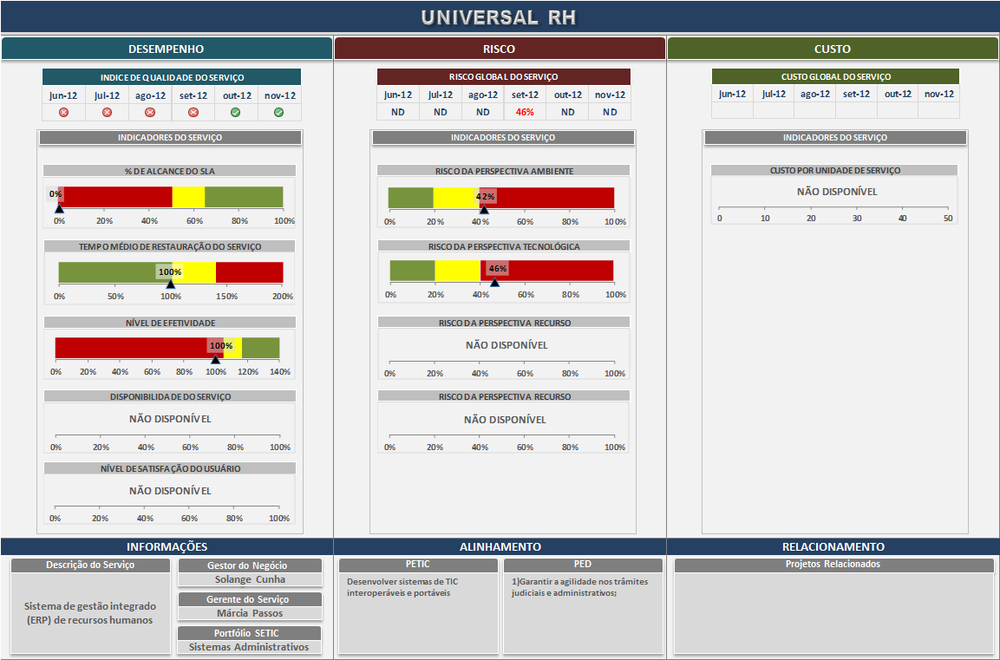 UNIVERSAL RH
DESEMPENHO
INDICE DE QUALIDADE DO SERVIÇO
jun-12 jul-12 ago-12 set-12 out-12 nov-12
INDICADORES DO SERVIÇO
% DE ALCANCE DO SLA
0%
0% 20% 40% 60% 80% 100%
TEMPO MÉDIO DE RESTAURAÇÃO DO SERVIÇO
100%
0% 50% 100% 150% 200%
NÍVEL DE EFETIVIDADE
100%
0% 20% 40% 60% 80% 100% 120% 140%
DISPONIBILIDADE DO SERVIÇO
NÃO DISPONÍVEL
0% 20% 40% 60% 80% 100%
NÍVEL DE SATISFAÇÃO DO USUÁRIO
NÃO DISPONÍVEL
0% 20% 40% 60% 80% 100%
RISCO
RISCO GLOBAL DO SERVIÇO
jun-12 jul-12 ago-12 set-12 out-12 nov-12
ND ND ND 46% ND ND
INDICADORES DO SERVIÇO
RISCO DA PERSPECTIVA AMBIENTE
42%
0% 20% 40% 60% 80% 100%
RISCO DA PERSPECTIVA TECNOLÓGICA
46%
0% 20% 40% 60% 80% 100%
RISCO DA PERSPECTIVA RECURSO
NÃO DISPONÍVEL
0% 20% 40% 60% 80% 100%
RISCO DA PERSPECTIVA RECURSO
NÃO DISPONÍVEL
0% 20% 40% 60% 80% 100%
CUSTO
CUSTO GLOBAL DO SERVIÇO
jun-12 jul-12 ago-12 set-12 out-12 nov-12
INDICADORES DO SERVIÇO
CUSTO POR UNIDADE DE SERVIÇO
NÃO DISPONÍVEL
0 10 20 30 40 50
INFORMAÇÕES
Descrição do Serviço
Sistema de gestão integrado
(ERP) de recursos humanos
Gestor do Negócio
Solange Cunha
Gerente do Serviço
Márcia Passos
Portfólio SETIC
Sistemas Administrativos
ALINHAMENTO
PETIC
Desenvolver sistemas de TIC
interoperáveis e portáveis
PED
1)Garantir a agilidade nos trâmites
judiciais e administrativos;
RELACIONAMENTO
Projetos Relacionados